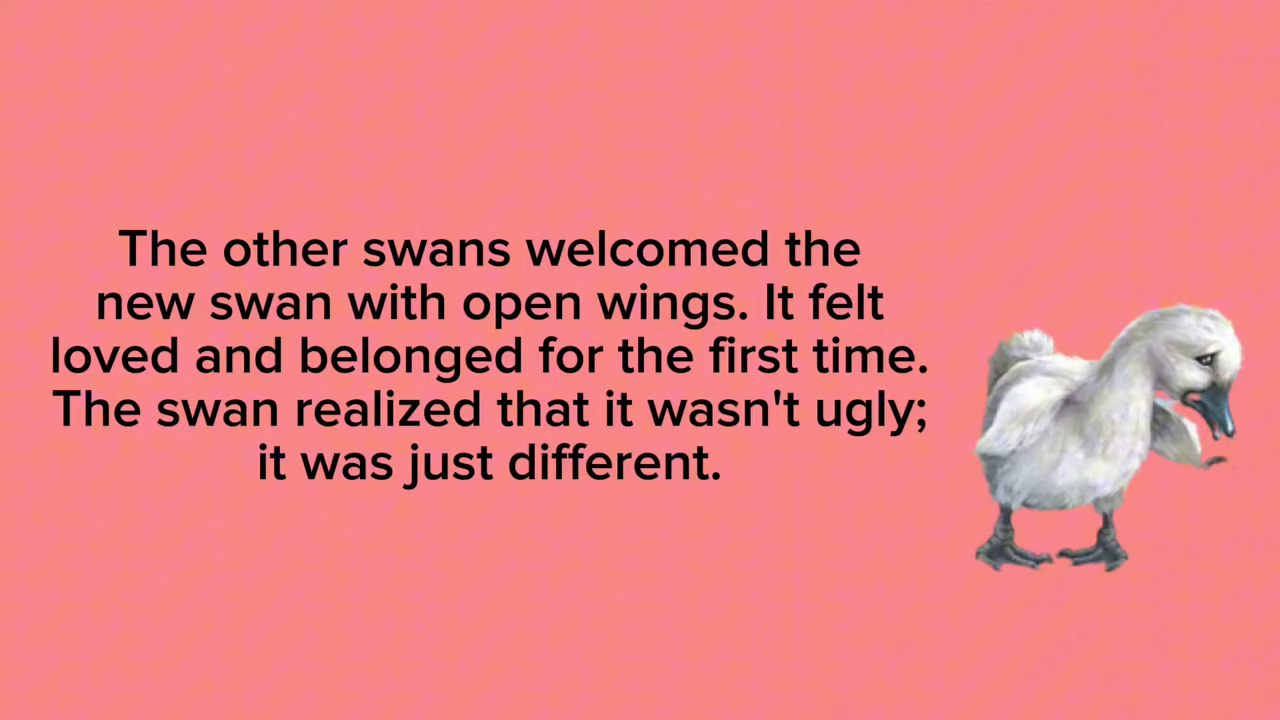 The other swans welcomed the
new swan with open wings. It felt
loved and belonged for the first time.
The swan realized that it wasn't ugly;
it was just different.